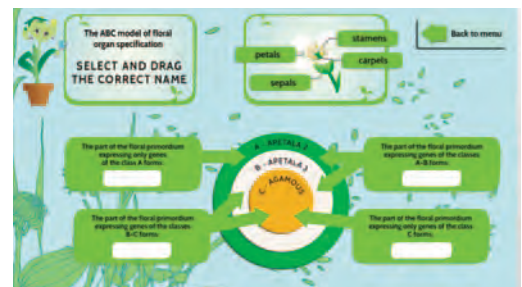 The ABC model of floral
organ specification
SELECT AND DRAG
THE CORRECT NAME
petals
stamens
carpels
sepals
Back to menu
The part of the floral primordium
expressing only genes
of the class A forms:
The part of the floral primordium
expressing genes of the classes
A-B forms:
A - APETALA 2
B - APETALA 3
C - AGAMOUS
The part of the floral primordium
expressing genes of the classes
B-C forms:
The part of the floral primordium
expressing only genes of the class
C forms: